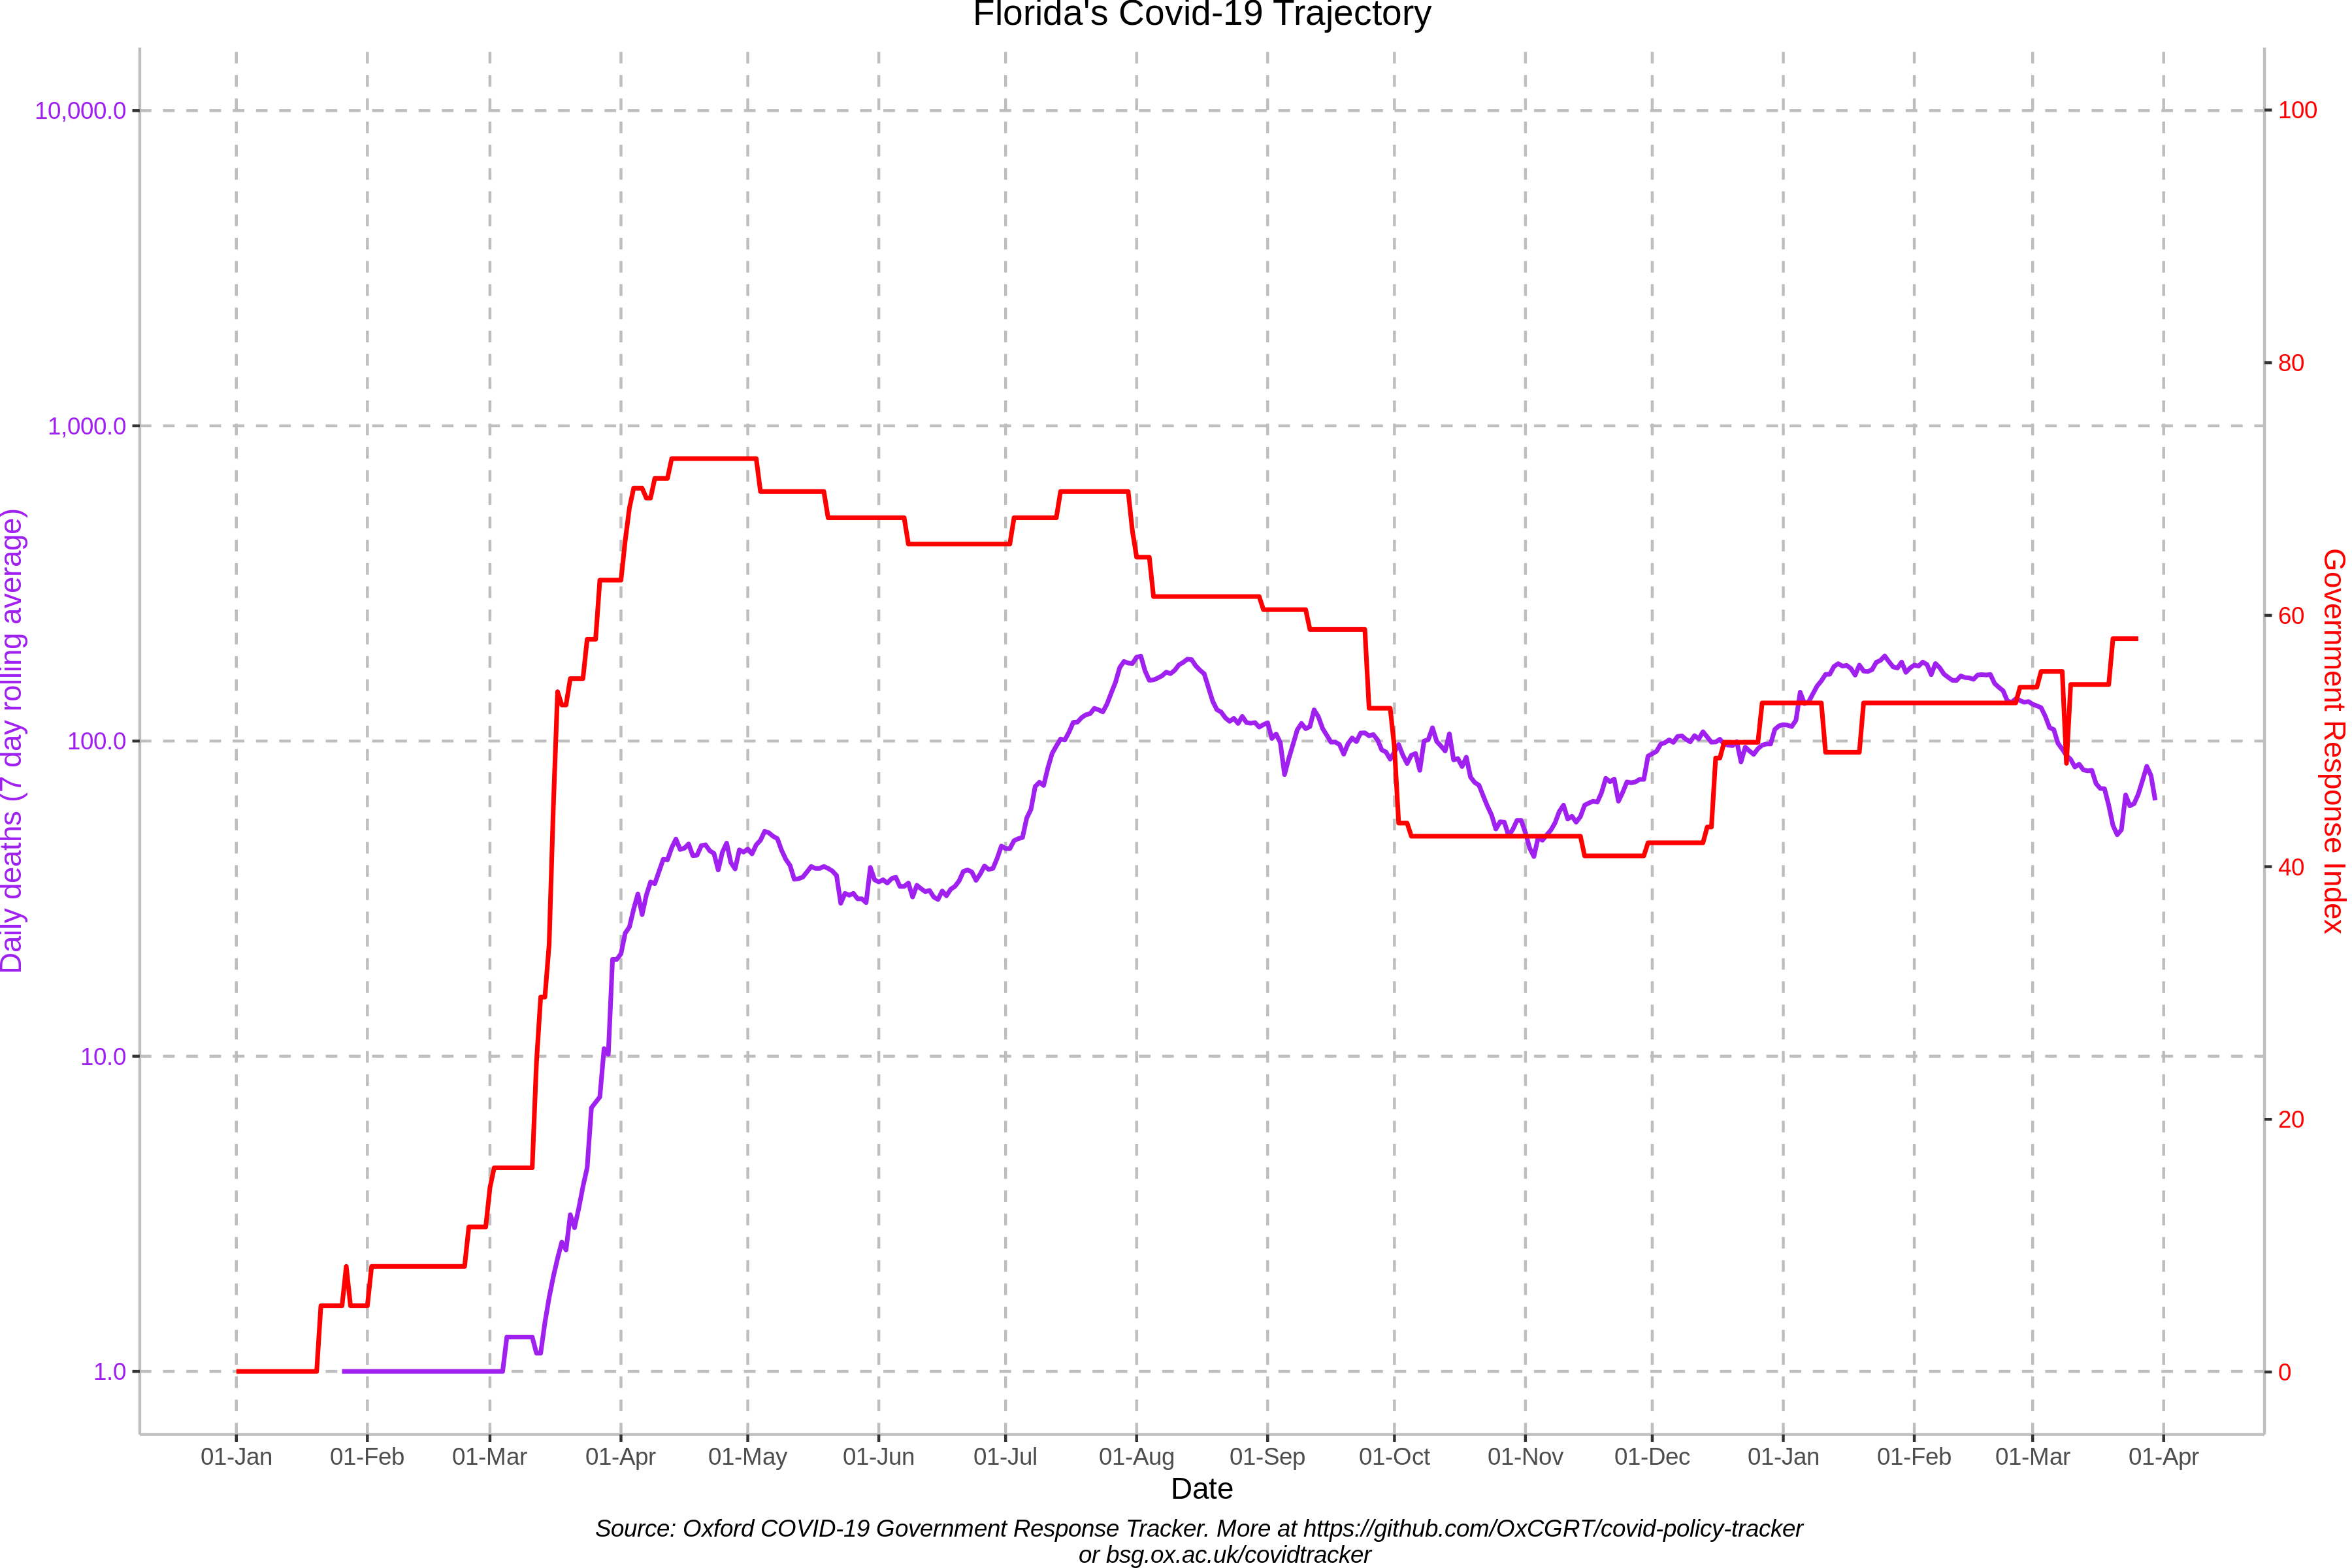 Florida's Covid-19 Trajectory
10,000.0
1,000.0
100.0
10.0
1.0
Daily deaths (7 day rolling average)
100
80
60
40
20
0
Government Response Index
01-Jan 01-Feb 01-Mar 01-Apr 01-May 01-Jun 01-Jul 01-Aug 01-Sep 01-Oct 01-Nov 01-Dec 01-Jan 01-Feb 01-Mar 01-Apr
Date
Source: Oxford COVID-19 Government Response Tracker. More at https://github.com/OxCGRT/covid-policy-tracker
or bsg.ox.ac.uk/covidtracker